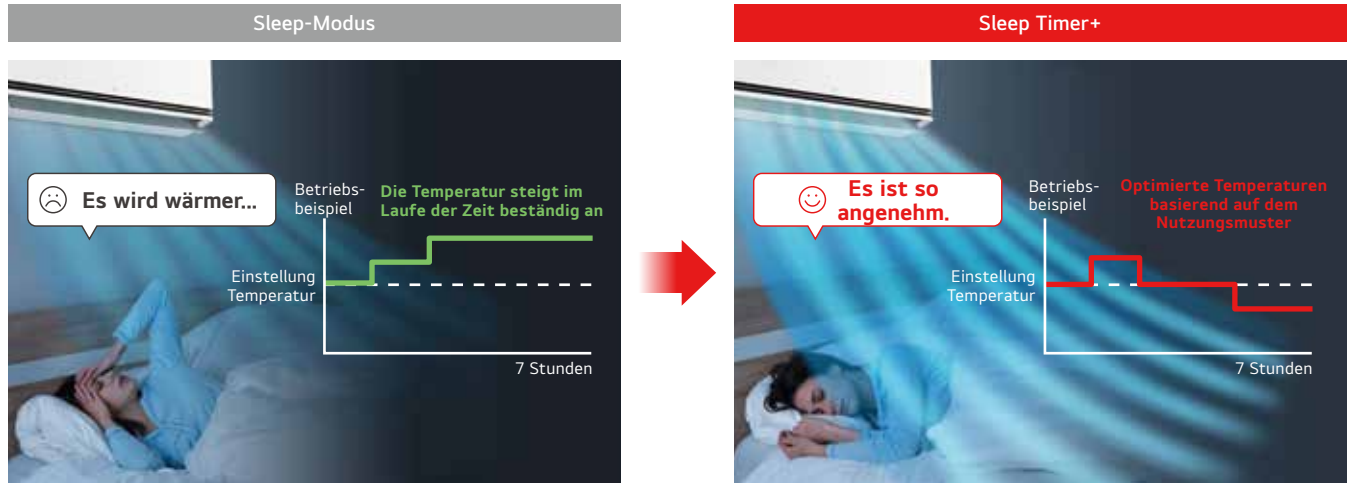 Sleep-Modus
Es wird wärmer...
Betriebs-
beispiel
Die Temperatur steigt im
Laufe der Zeit beständig an
Einstellung
Temperatur
7 Stunden
Sleep Timer+
Es ist so
angenehm.
Betriebs-
beispiel
Optimierte Temperaturen
basierend auf dem
Nutzungsmuster
Einstellung
Temperatur
7 Stunden